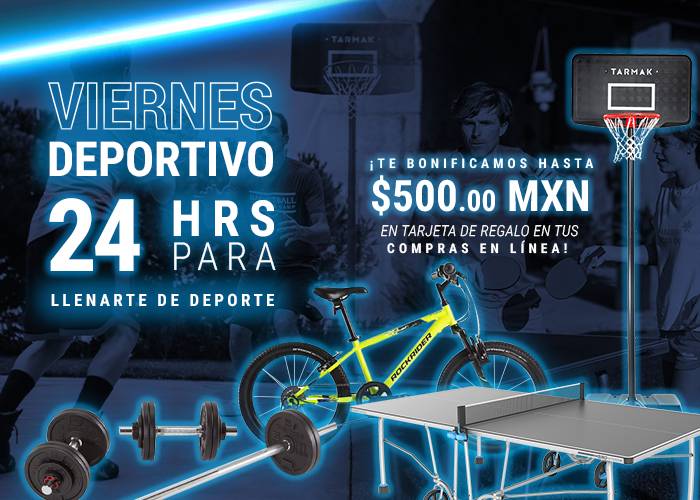 VIERNES
DEPORTIVO
24 HRS
PARA
LLENARTE DE DEPORTE
¡TE BONIFICAMOS HASTA
$500.00 MXN
EN TARJETA DE REGALO EN TUS
COMPRAS EN LÍNEA!
TARMAK
TARMAK
ROCKRIDER